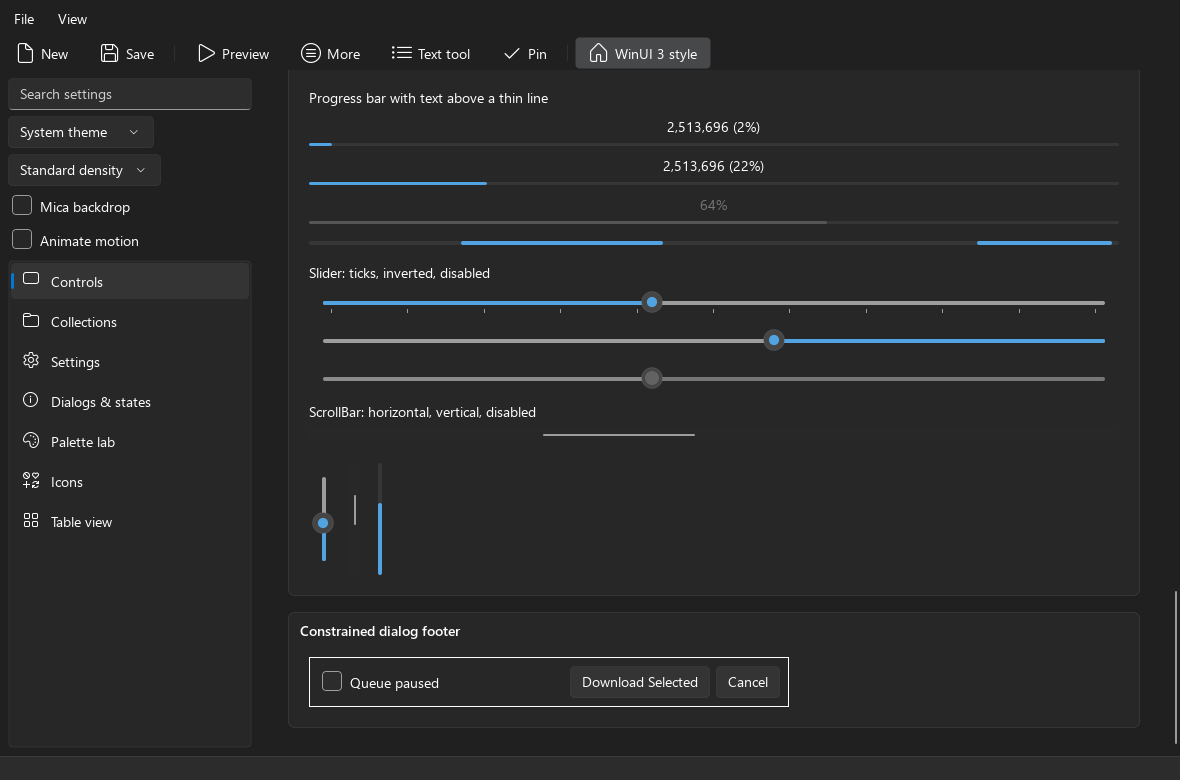 File View
New Save Preview More Text tool Pin WinUI 3 style
Search settings
System theme
Standard density
Mica backdrop
Animate motion
Controls
Collections
Settings
Dialogs & states
Palette lab
Icons
Table view
Progress bar with text above a thin line
2,513,696 (2%)
2,513,696 (22%)
64%
Slider: ticks, inverted, disabled
ScrollBar: horizontal, vertical, disabled
Constrained dialog footer
Queue paused Download Selected Cancel